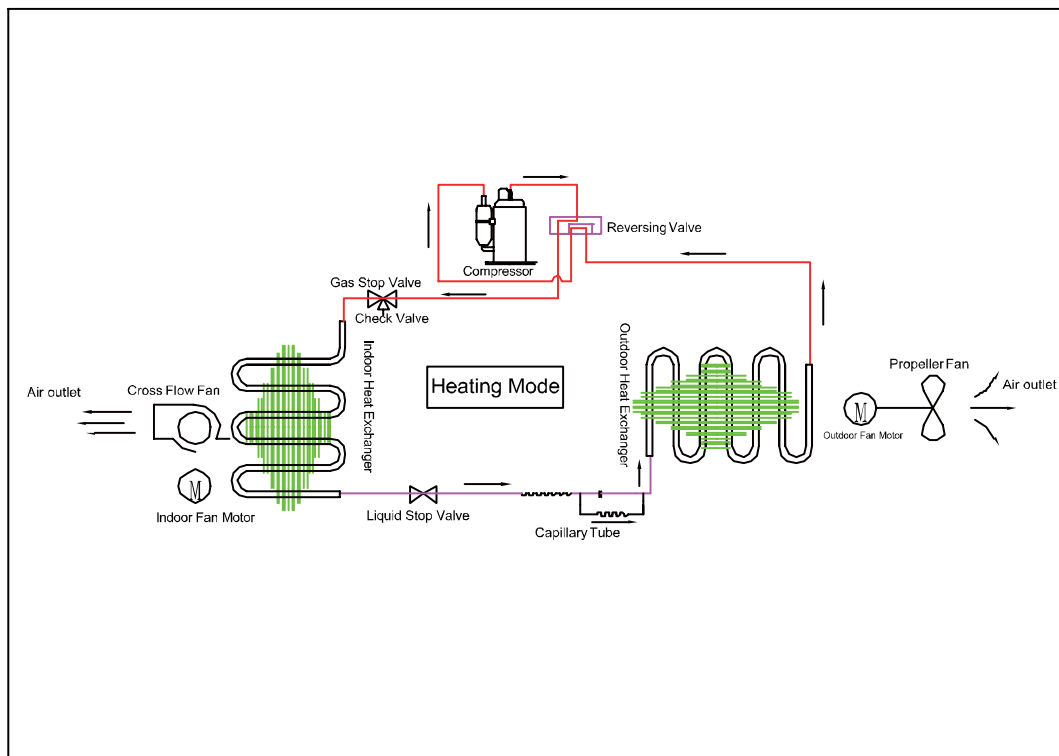 Reversing Valve
Compressor
Gas Stop Valve
Check Valve
Indoor Heat Exchanger
Outdoor Heat Exchanger
Heating Mode
Propeller Fan
Air outlet
Cross Flow Fan
Air outlet
M
Outdoor Fan Motor
M
Indoor Fan Motor
Liquid Stop Valve
Capillary Tube